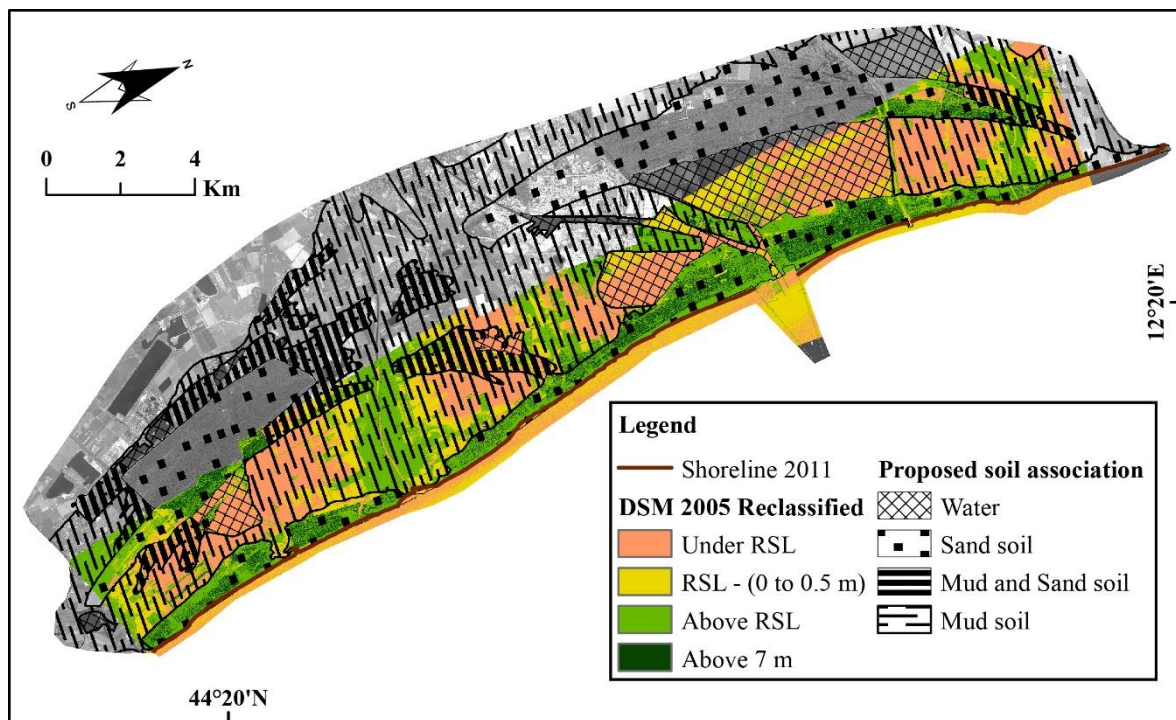 N
S
0 2 4
Km
12°20'E
44°20'N
Legend
Shoreline 2011
DSM 2005 Reclassified
Under RSL
RSL - (0 to 0.5 m)
Above RSL
Above 7 m
Proposed soil association
Water
Sand soil
Mud and Sand soil
Mud soil